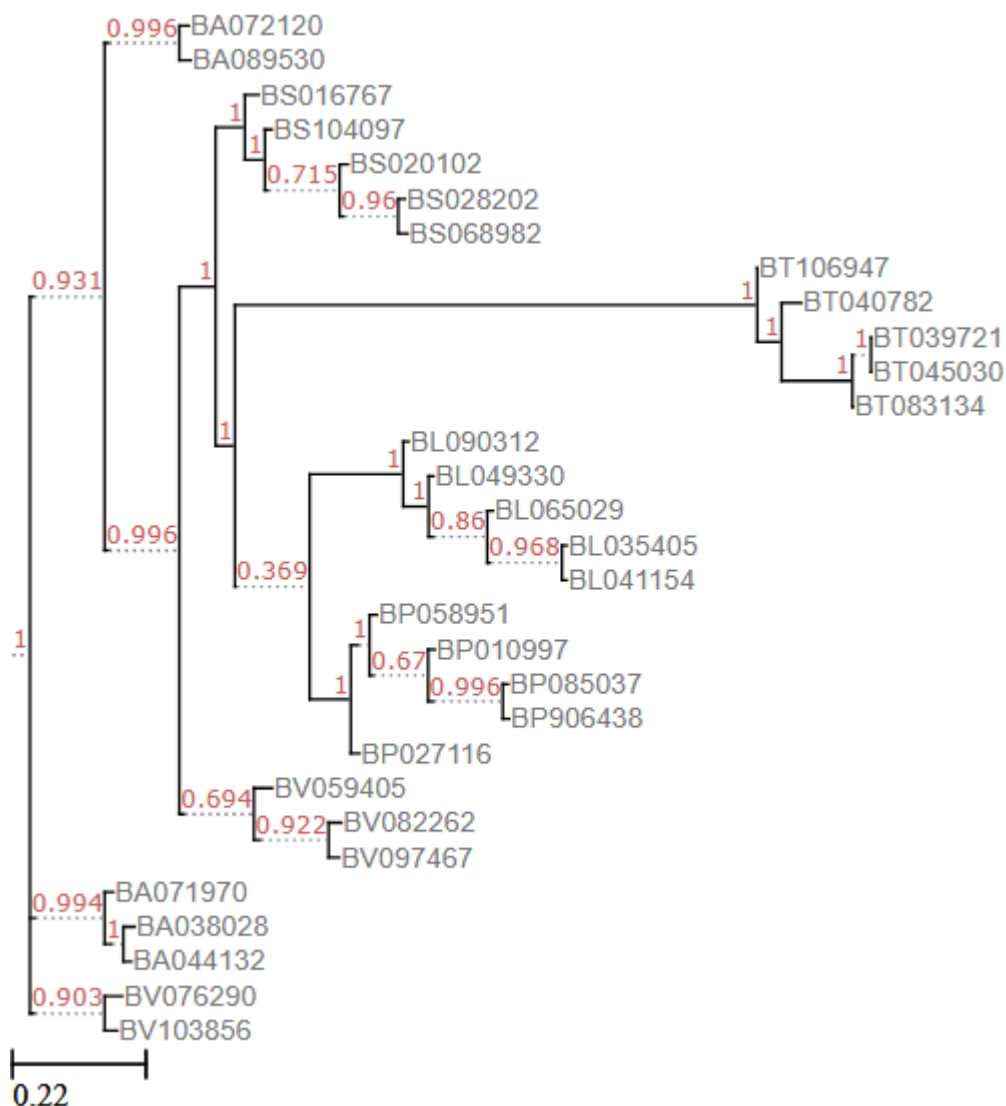 0.996
BA072120
BA089530
BS016767
1
BS104097
1
BS020102
0.715
BS028202
0.96
BS068982
BT106947
0.931
1
1
BT040782
1
BT039721
1
BT045030
1
BT083134
1
BL090312
1
BL049330
1
BL065029
0.86
0.996
BL035405
0.968
0.369
BL041154
BP058951
1
BP010997
1
0.67
BP085037
0.996
1
BP906438
BP027116
BV059405
0.694
BV082262
0.922
BV097467
BA071970
0.994
BA038028
1
BA044132
BV076290
0.903
BV103856
0.22